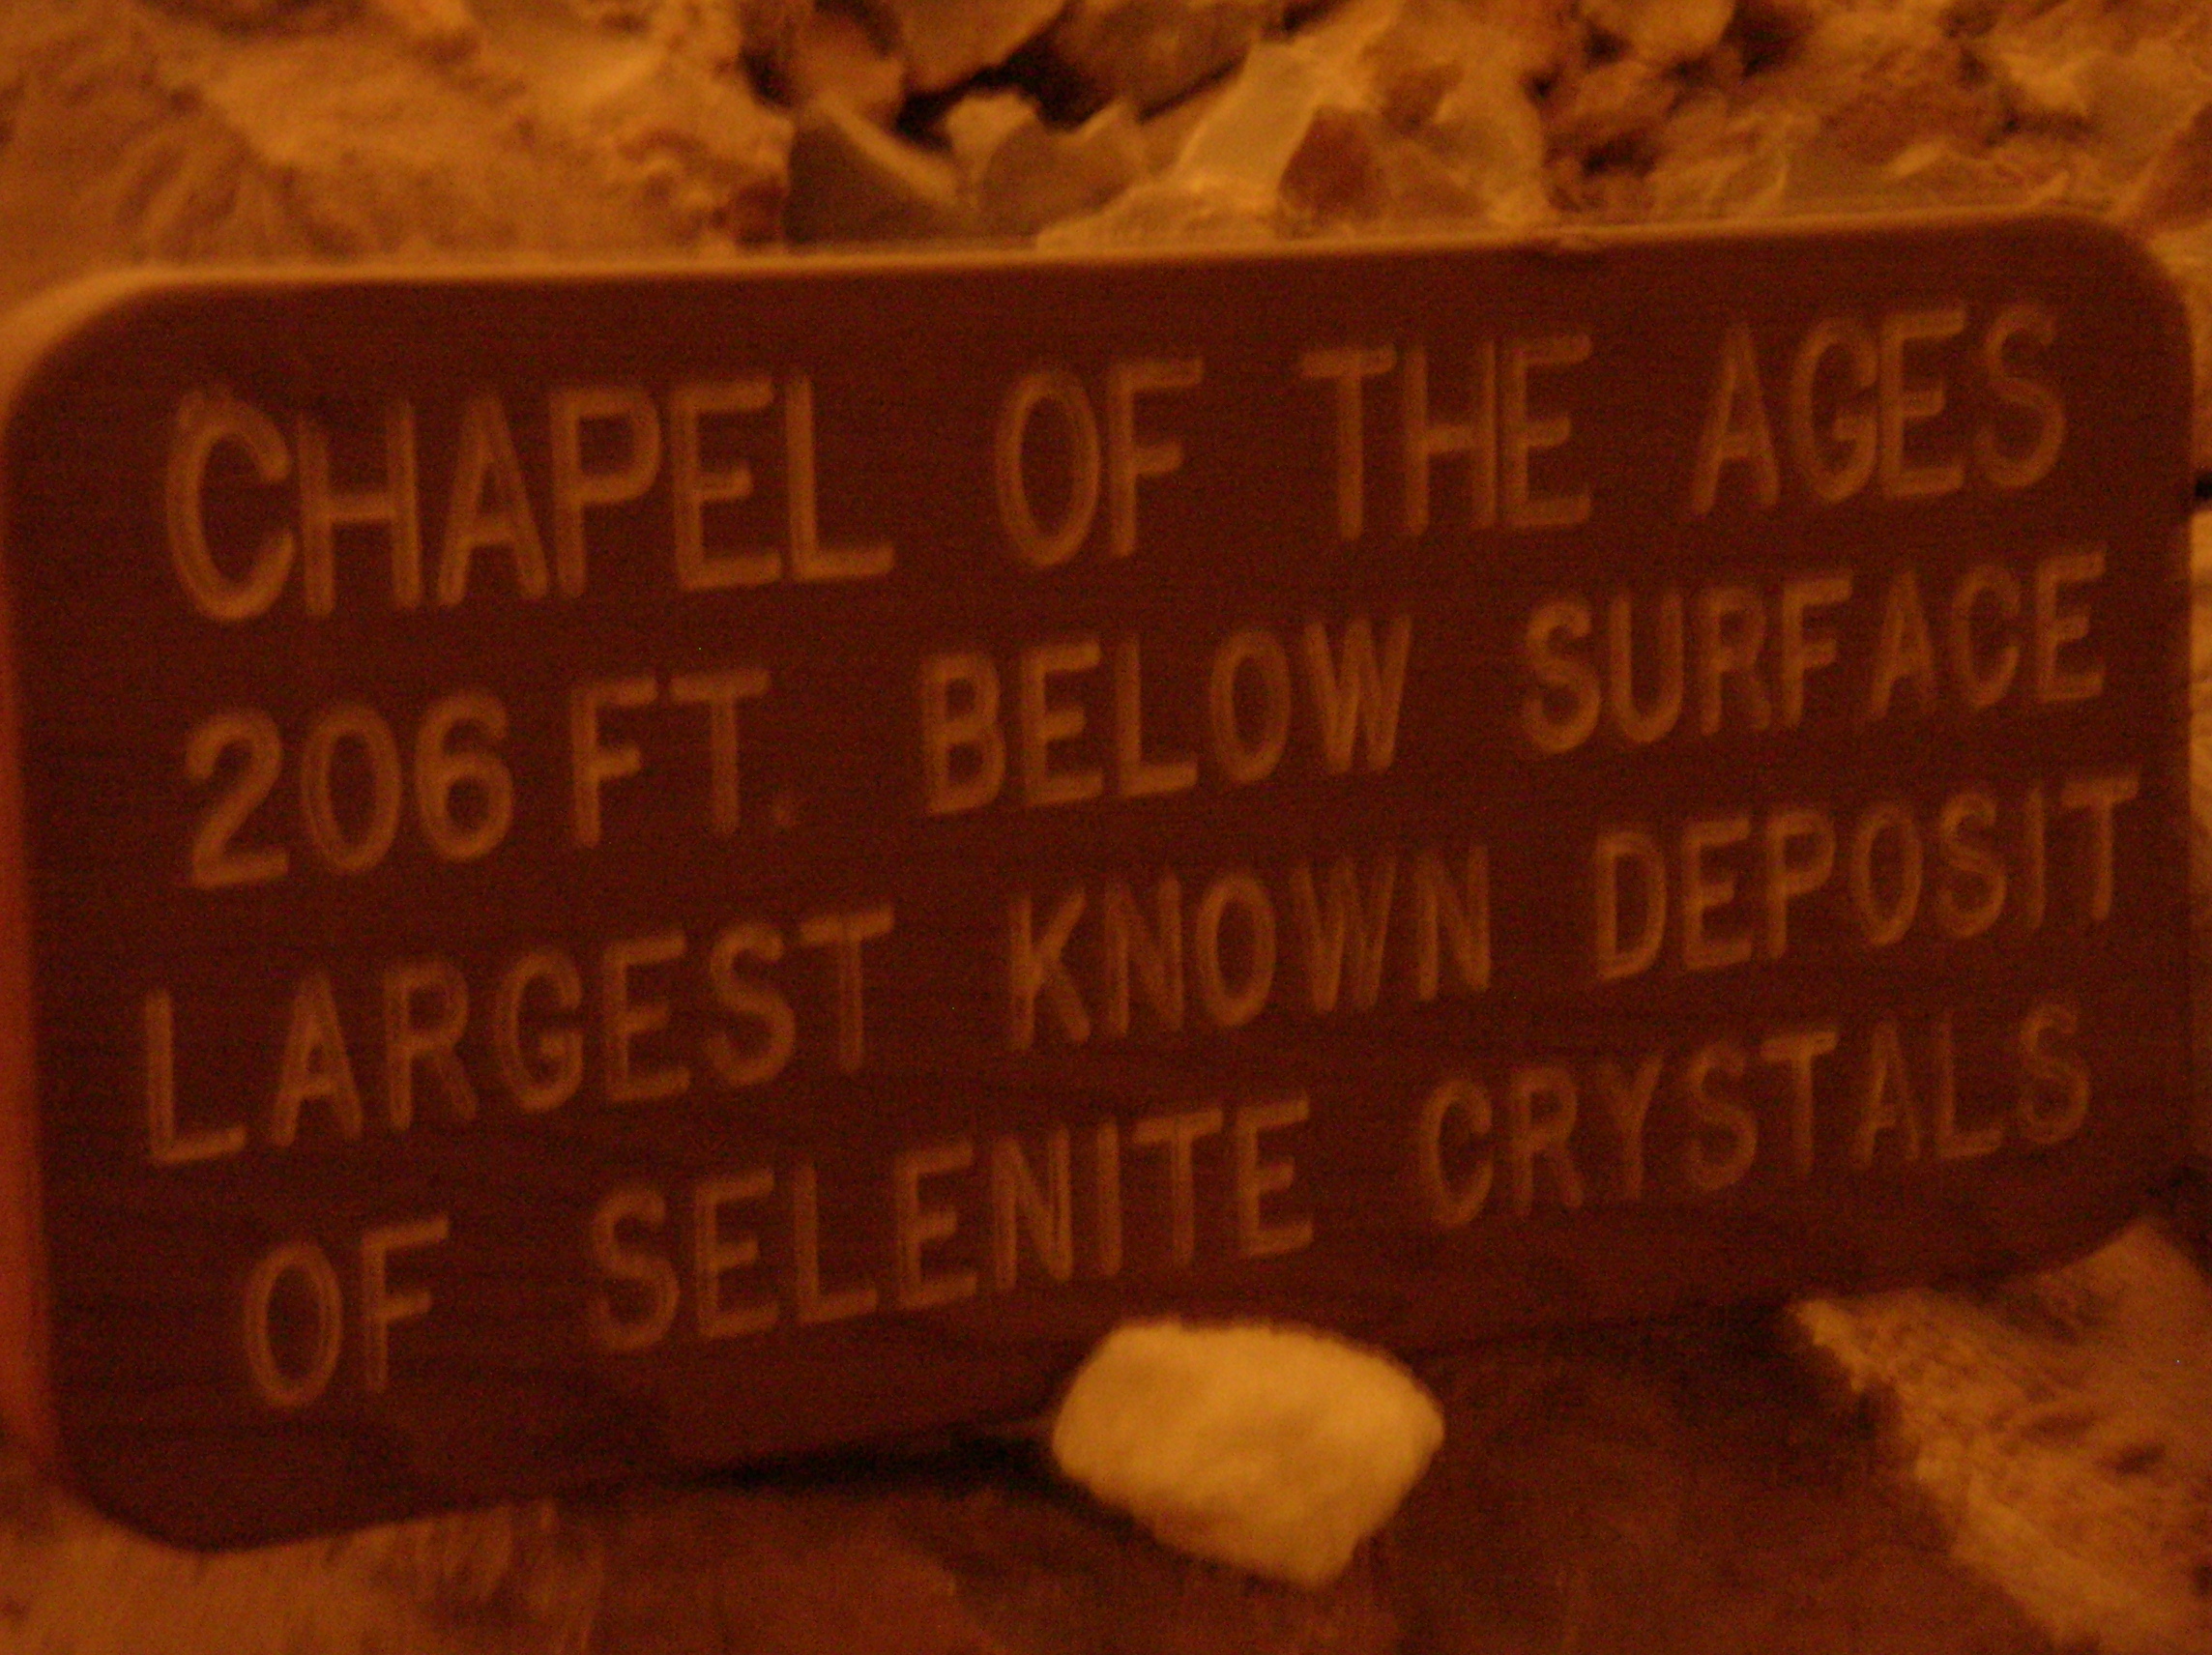 CHAPEL OF THE AGES
206 FT. BELOW SURFACE
LARGEST KNOWN DEPOSIT
OF SELENITE CRYSTALS